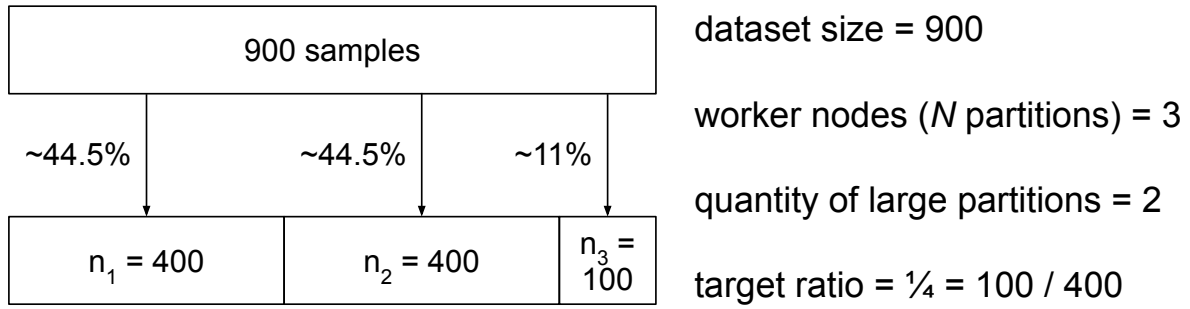 900 samples
~44.5%
~44.5%
~11%
n1 = 400
n2 = 400
n3 =
100
dataset size = 900
worker nodes (N partitions) = 3
quantity of large partitions = 2
target ratio = ¼ = 100 / 400